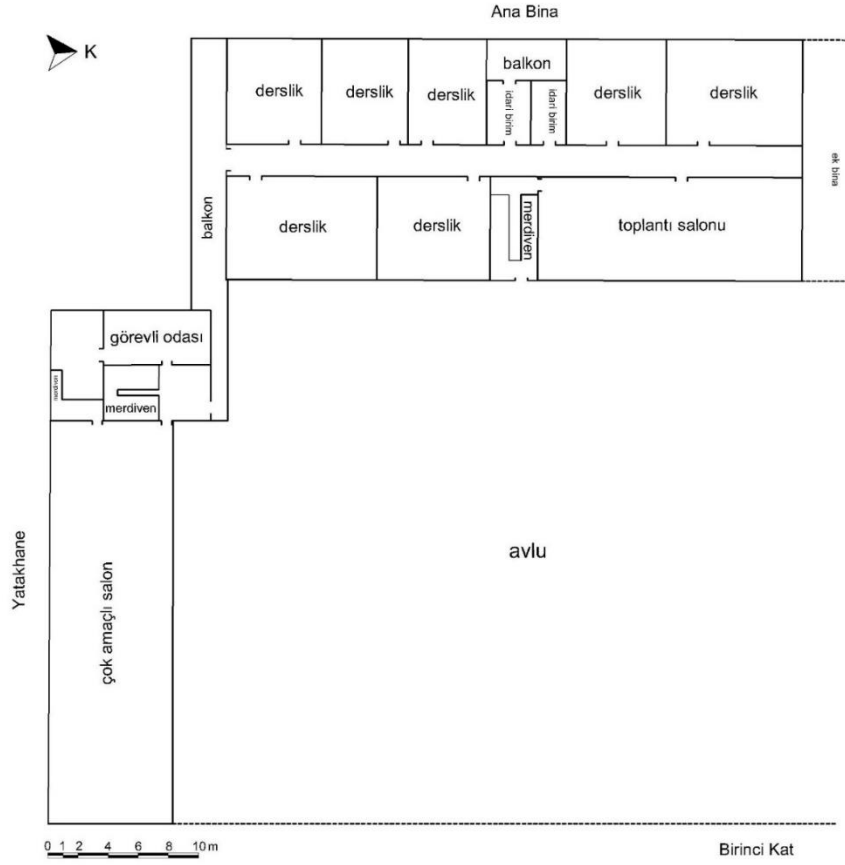 Ana Bina
K
balkon
derslik
derslik
derslik
idari birim
idari birim
derslik
derslik
ek bina
balkon
derslik
derslik
merdiven
toplantı salonu
görevli odası
merdiven
merdiven
avlu
Yatakhane
çok amaçlı salon
0 1 2 4 6 8 10 m
Birinci Kat